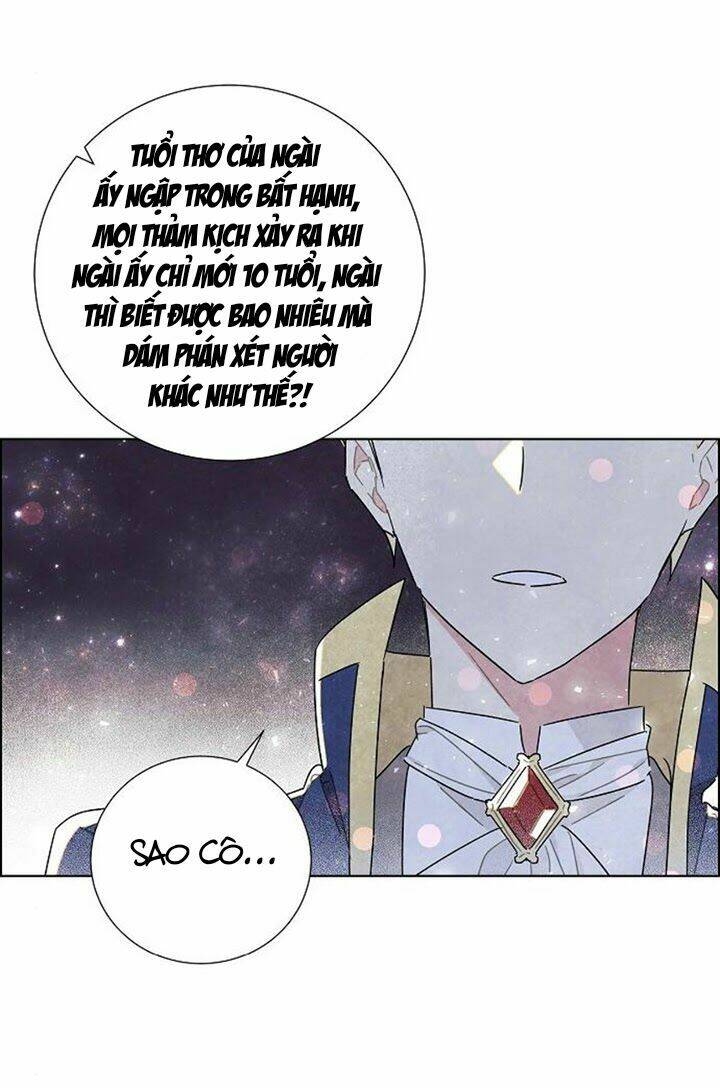 TUỔI THƠ CỦA NGÀI
ẤY NGẬP TRONG BẤT HẠNH,
MỌI THẢM KỊCH XẢY RA KHI
NGÀI ẤY CHỈ MỚI 10 TUỔI, NGÀI
THÌ BIẾT ĐƯỢC BAO NHIÊU MÀ
DÁM PHÁN XÉT NGƯỜI
KHÁC NHƯ THẾ?!
SAO CÔ...